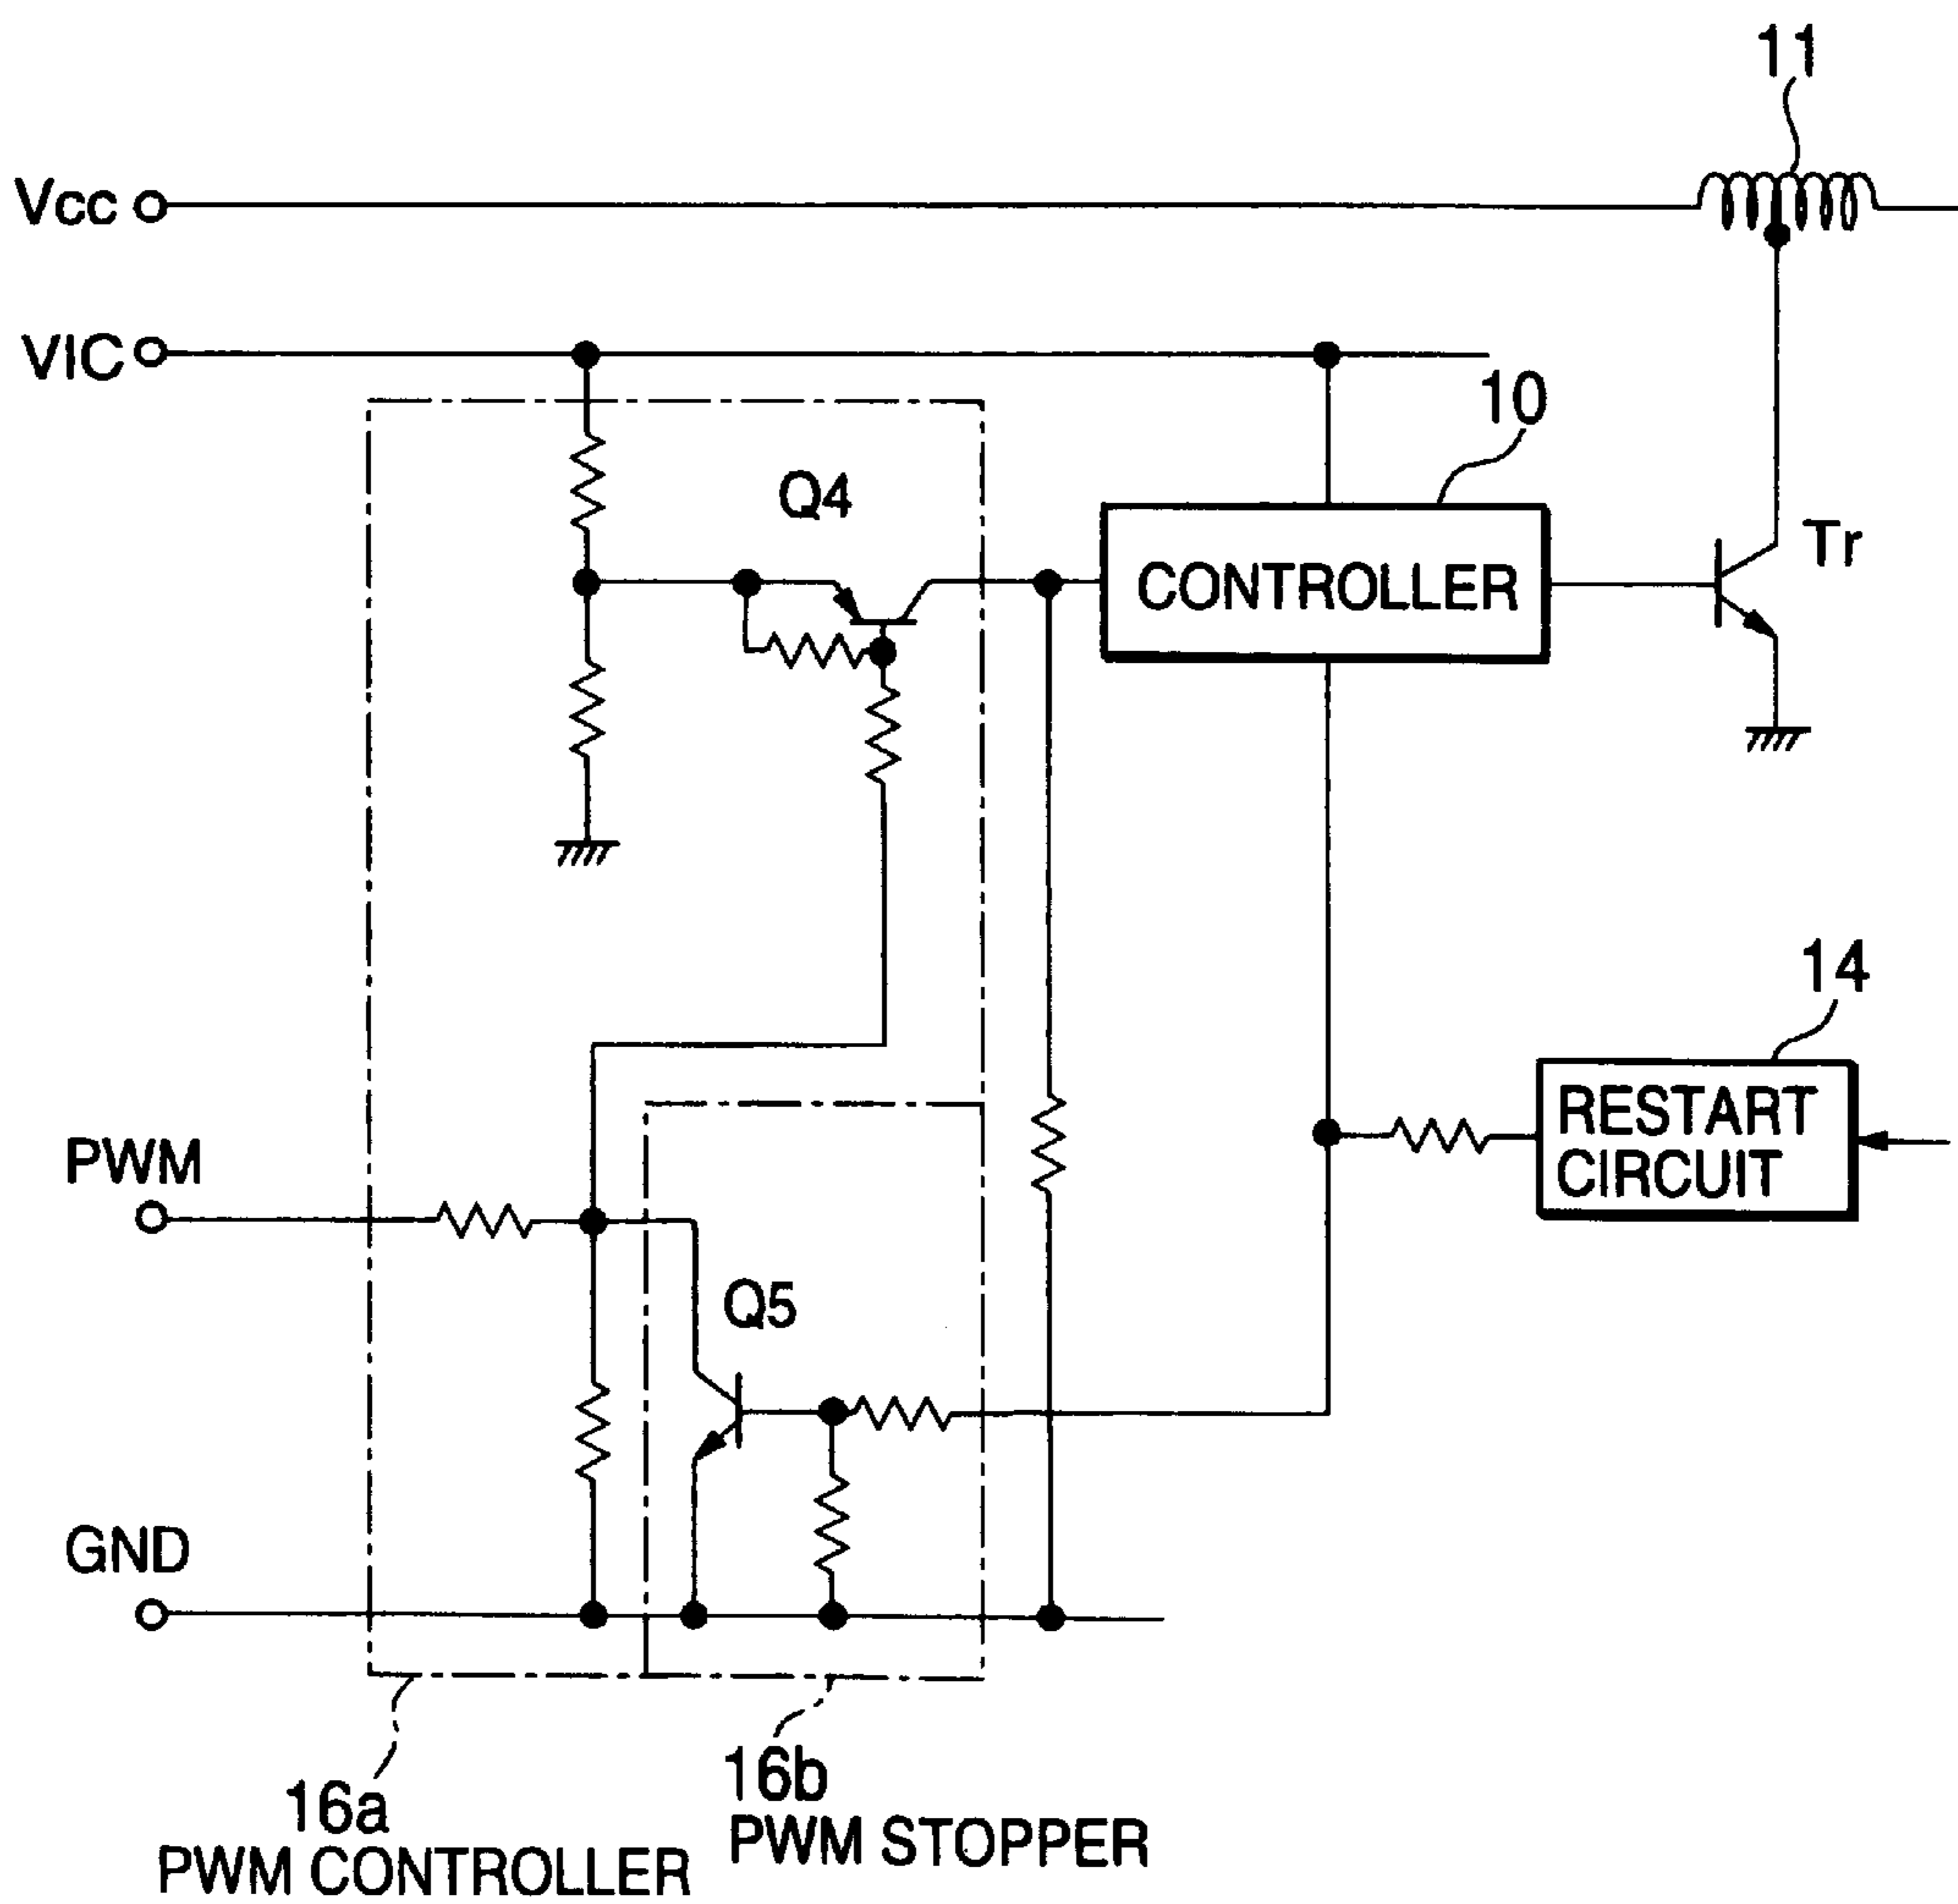 11
Vcc
VIC
10
Q4
Tr
CONTROLLER
14
RESTART
CIRCUIT
PWM
Q5
GND
16b
PWM STOPPER
16a
PWM CONTROLLER